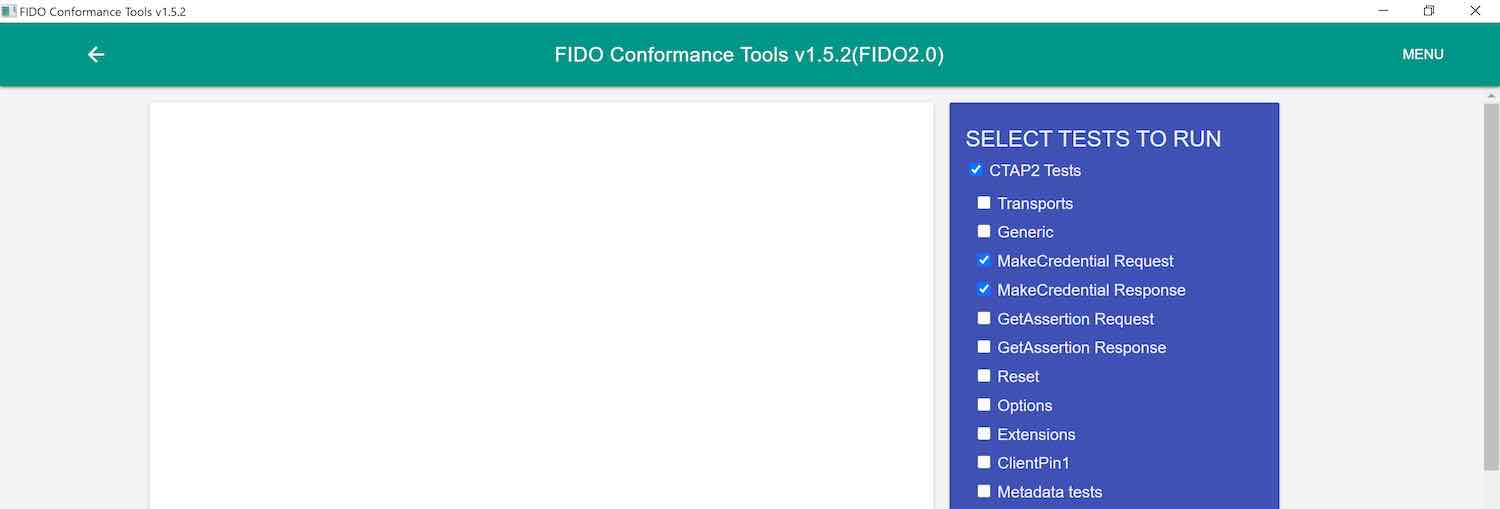 FIDO Conformance Tools v1.5.2
FIDO Conformance Tools v1.5.2(FIDO2.0)
MENU
SELECT TESTS TO RUN
CTAP2 Tests
Transports
Generic
MakeCredential Request
MakeCredential Response
GetAssertion Request
GetAssertion Response
Reset
Options
Extensions
ClientPin1
Metadata tests